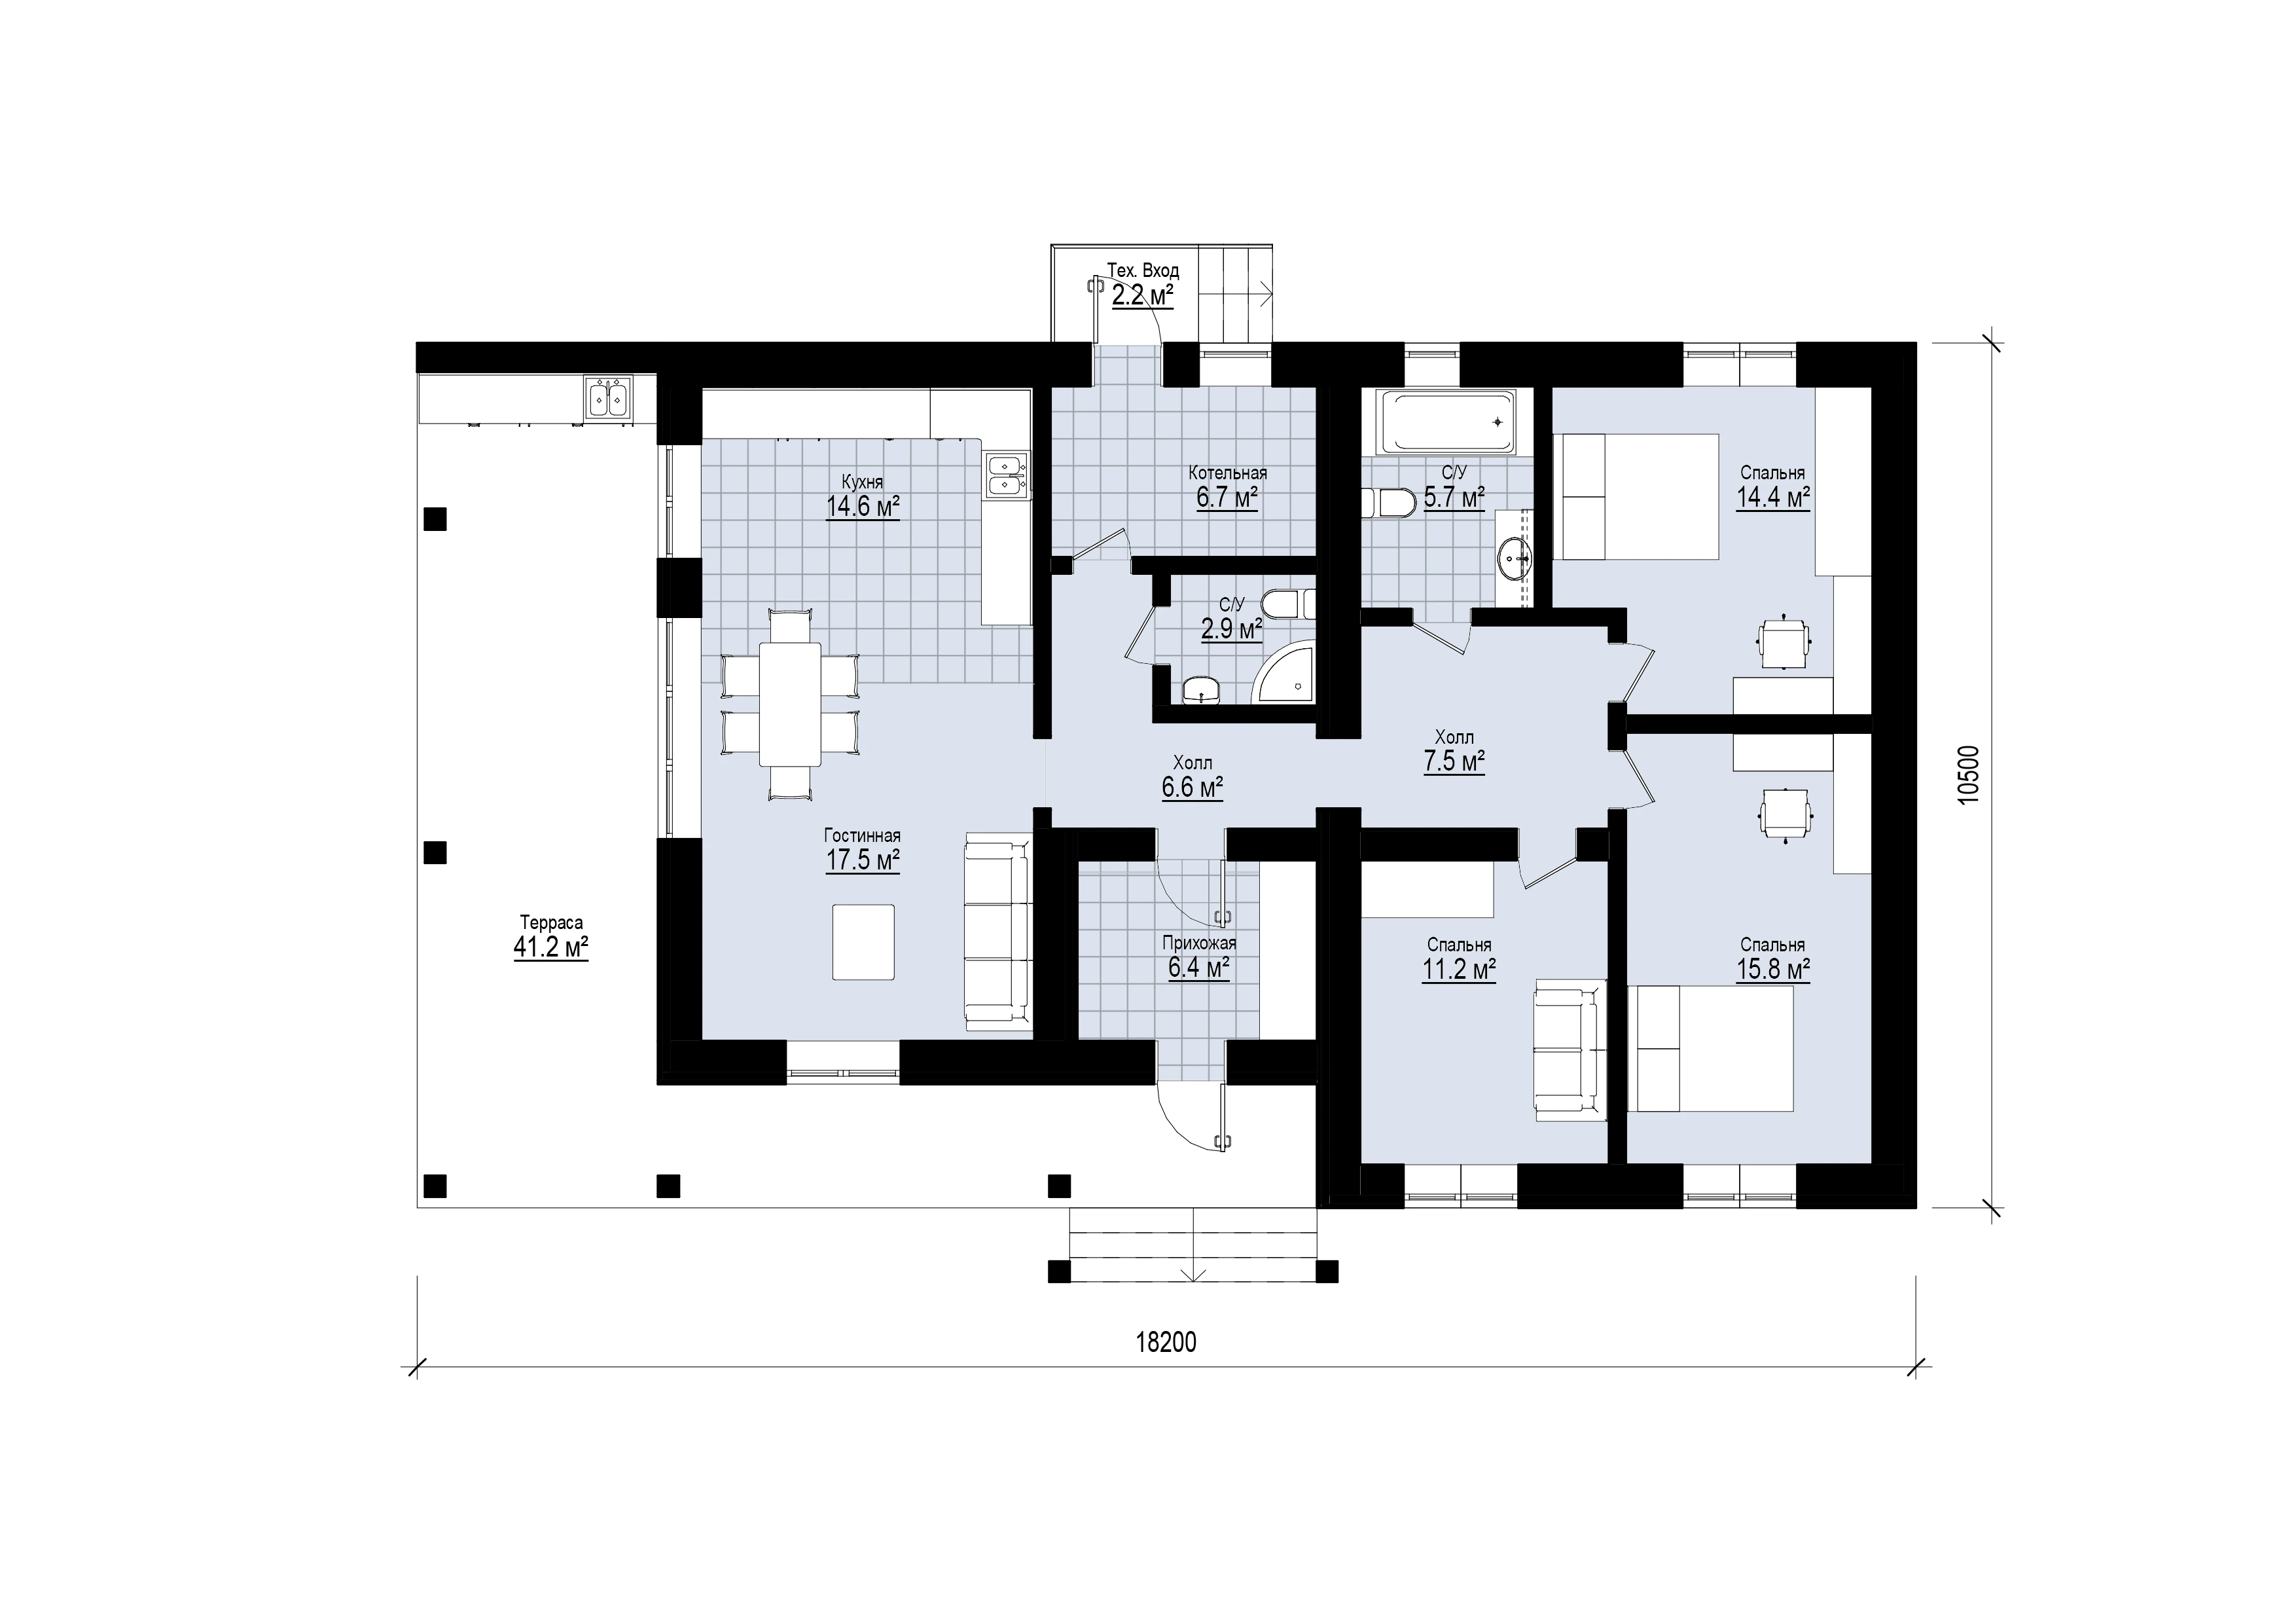 Тех. Вход
2.2 м²
Кухня
14.6 м²
Котельная
6.7 м²
С/У
5.7 м²
Спальня
14.4 м²
С/У
2.9 м²
Холл
7.5 м²
Холл
6.6 м²
Гостинная
17.5 м²
Терраса
41.2 м²
Прихожая
6.4 м²
Спальня
11.2 м²
Спальня
15.8 м²
10500
18200